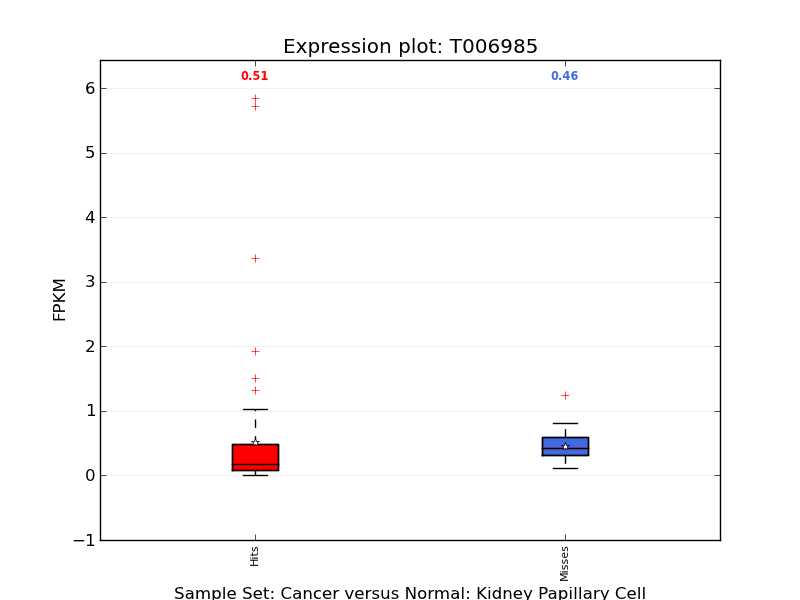 Expression plot: T006985
0.51
0.46
6
5
4
3
2
1
0
−1
FPKM
Hits
Misses
Sample Set: Cancer versus Normal: Kidney Papillary Cell